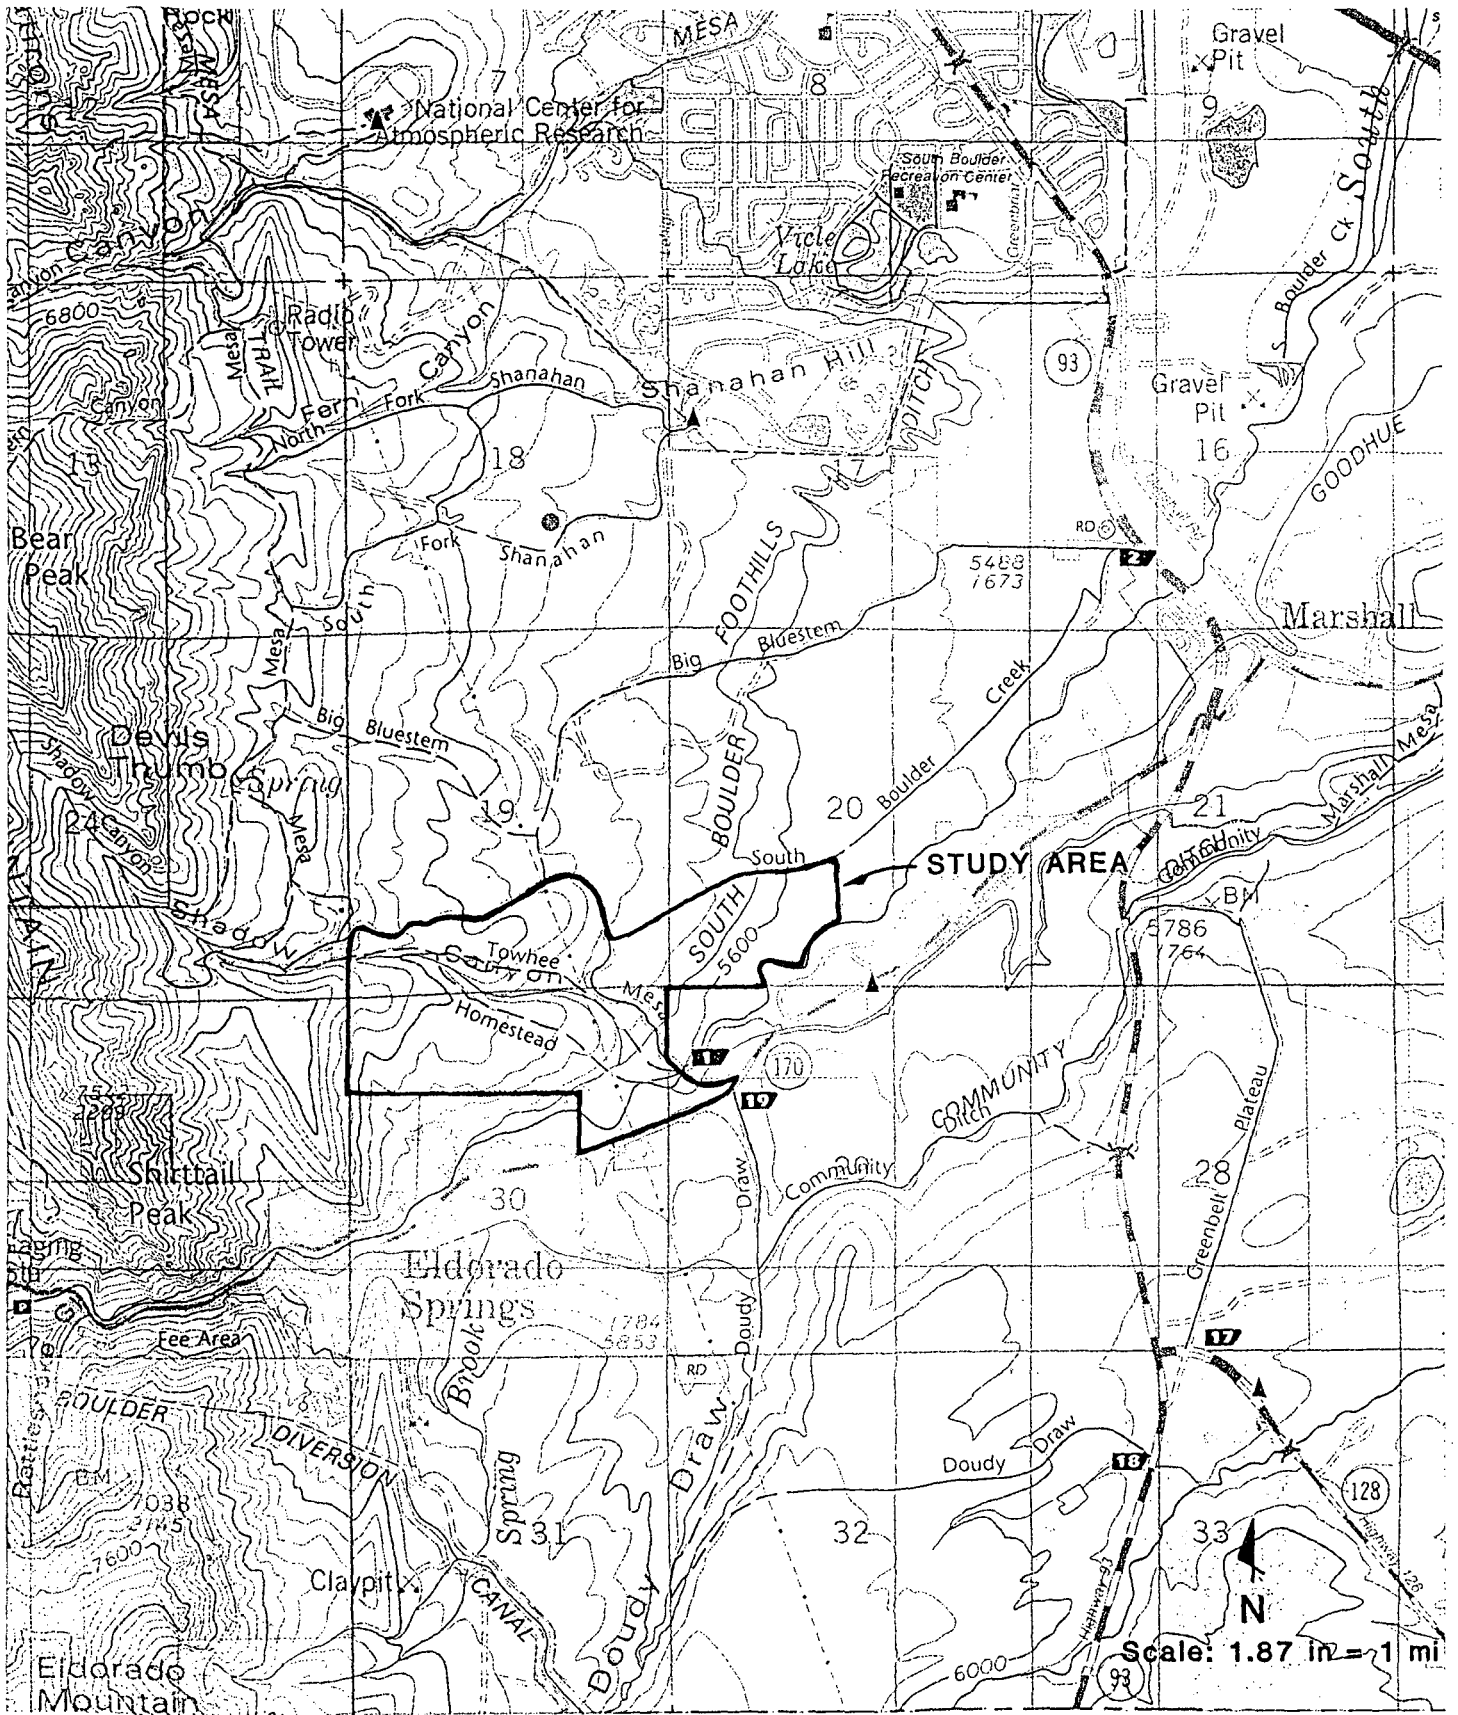 Rock
MESA
Mesa
MESA
7
8
9
12
Gravel
Pit
National Center for
Atmospheric Research
South Boulder
Recreation Center
South
Canyon
Viele
Lake
S. Boulder Ck
6800
Radio
Tower
Mesa
TRAIL
Canyon
93
Shanahan
Shanahan Hill
DITCH
Canyon
Fern
North Fork
Gravel
Pit
13
18
17
16
GOODHUE
Bear
Peak
Fork
Shanahan
FOOTHILLS
RD
2
5488
1673
South
Marshall
Mesa
Big Bluestem
Creek
Big Bluestem
Devils
Thumb
Spring
Shadow
Canyon
24
Mesa
19
BOULDER
20
Boulder
21
Marshall Mesa
Community
DITCH
South
STUDY AREA
BM
Shadow
SOUTH
5786
1764
Towhee
Canyon
5600
Mesa
Homestead
1
170
19
COMMUNITY
Ditch
Plateau
Shirttail
Peak
Draw
Community
28
30
Greenbelt
Eldorado
Springs
P
Fee Area
1784
5853
Brook
Doudy
RD
17
BOULDER
DIVERSION
Draw
Doudy Draw
18
BM
7038
Spring
128
31
32
33
7600
Claypit
CANAL
Doudy
Highway 93
Highway 128
N
Eldorado
Mountain
6000
93
Scale: 1.87 in = 1 mi